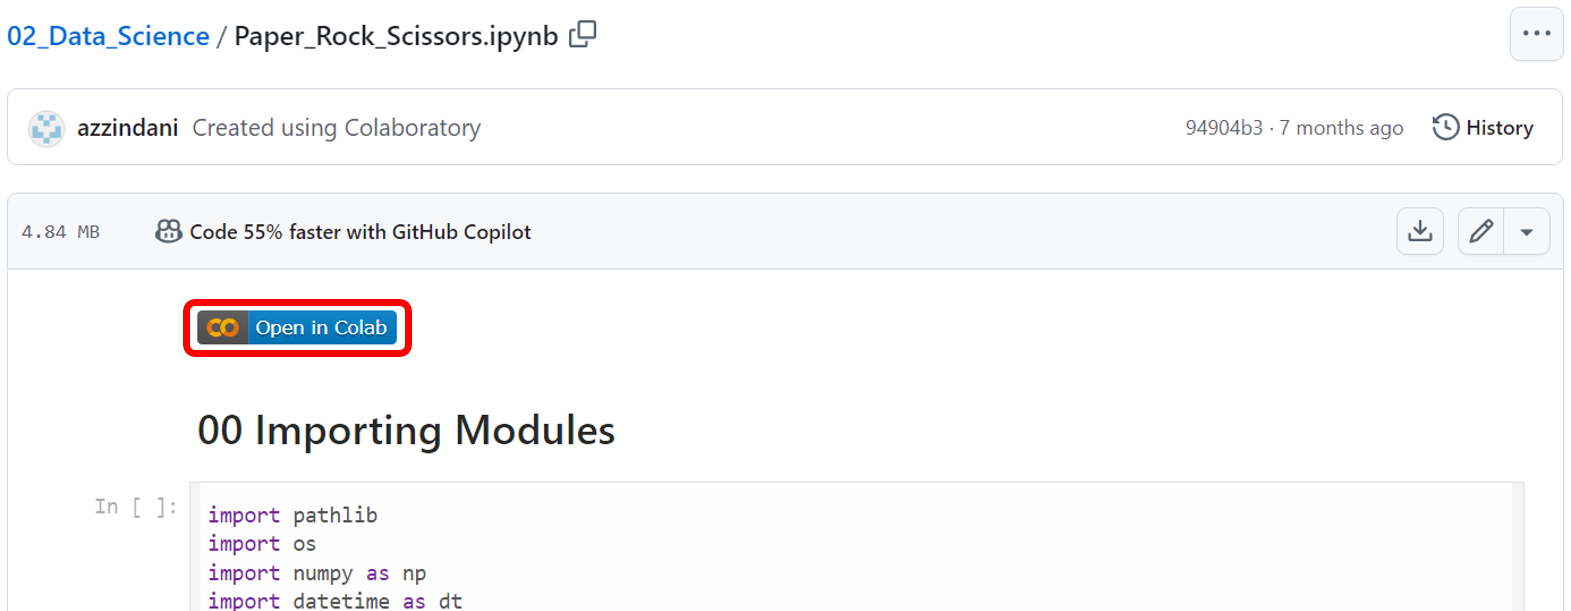 02_Data_Science / Paper_Rock_Scissors.ipynb
azzindani Created using Colaboratory 94904b3 · 7 months ago History
4.84 MB Code 55% faster with GitHub Copilot
Open in Colab
00 Importing Modules
In [ ]:
import pathlib
import os
import numpy as np
import datetime as dt